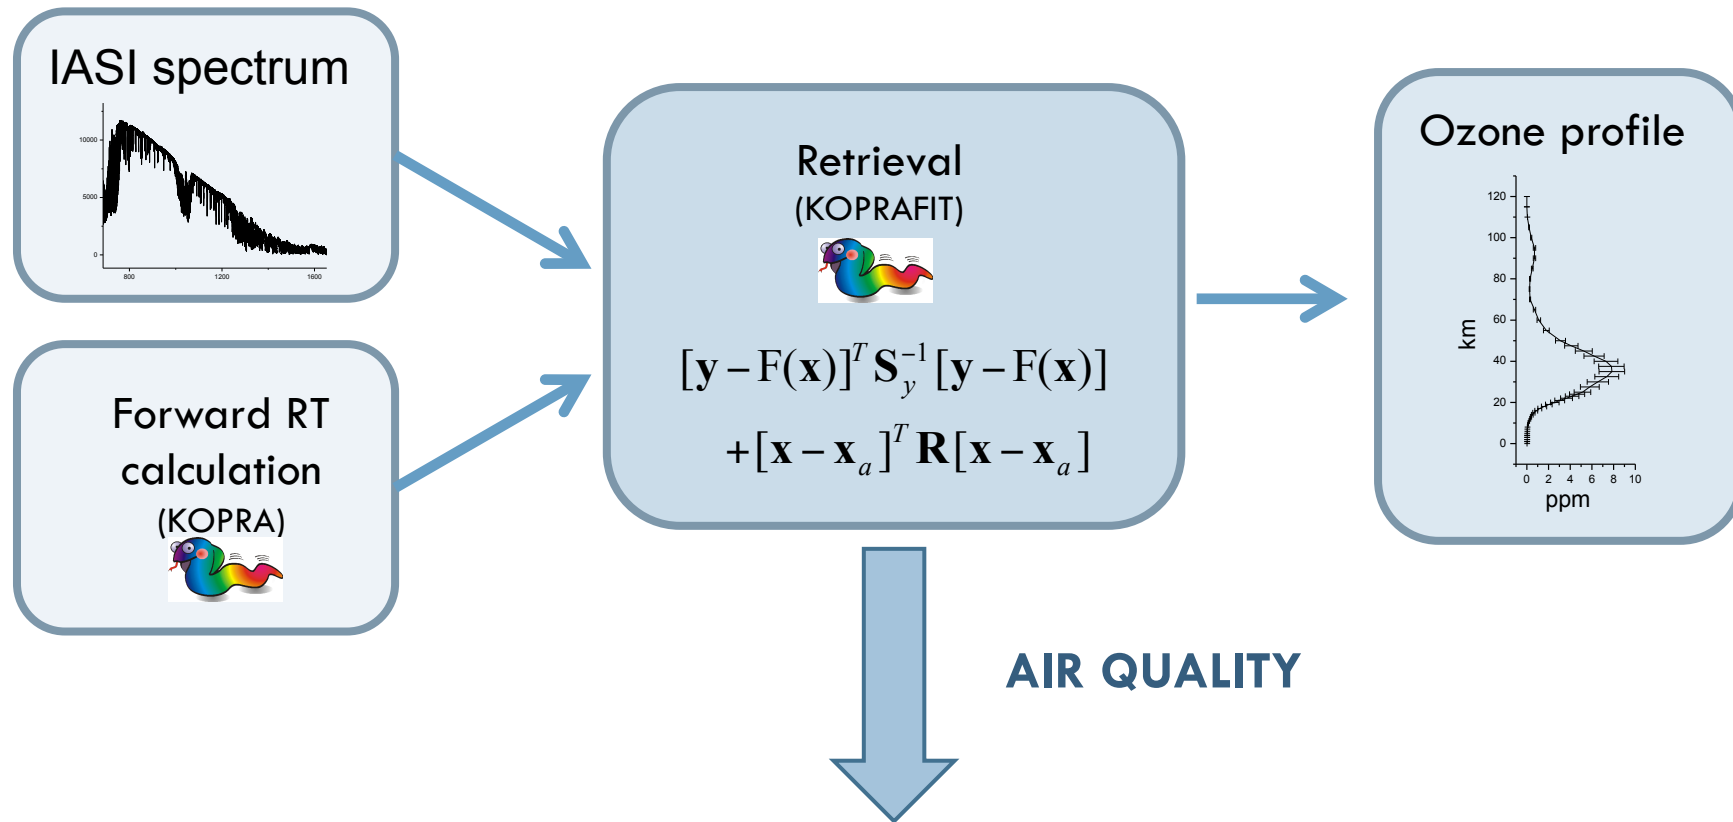 IASI spectrum
10000
5000
0
800
1200
1600
Forward RT
calculation
(KOPRA)
Retrieval
(KOPRAFIT)
[y – F(x)]ᵀ S_y⁻¹ [y – F(x)]
+[x – x_a]ᵀ R[x – x_a]
Ozone profile
120
100
80
60
40
20
0
km
0 2 4 6 8 10
ppm
AIR QUALITY